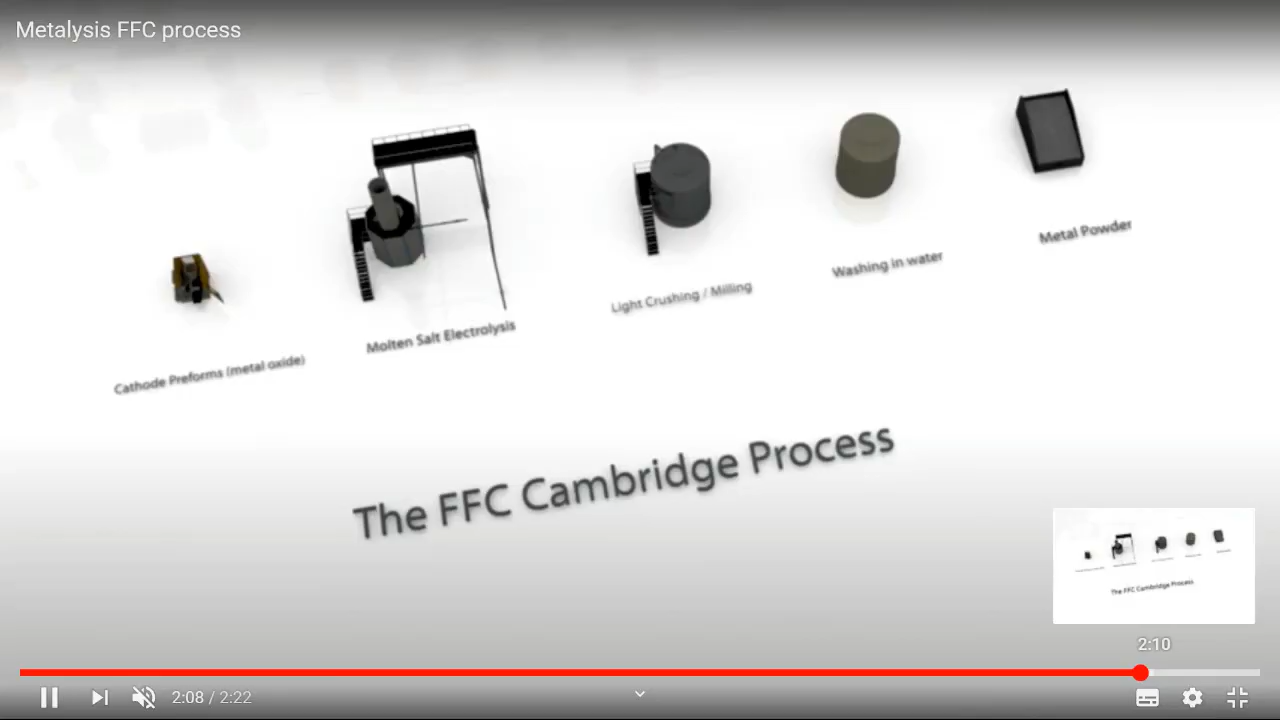 Metalysis FFC process
Metal Powder
Washing in water
Light Crushing / Milling
Molten Salt Electrolysis
Cathode Preforms (metal oxide)
The FFC Cambridge Process
The FFC Cambridge Process
2:10
2:08 / 2:22